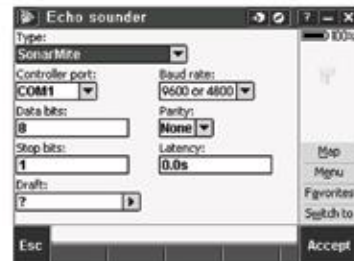 Echo sounder
? - X
100%
Type:
SonarMite
Controller port:
COM1
Baud rate:
9600 or 4800
Data bits:
8
Parity:
None
Stop bits:
1
Latency:
0.0s
Draft:
?
Map
Menu
Favorites
Switch to
Esc
Accept